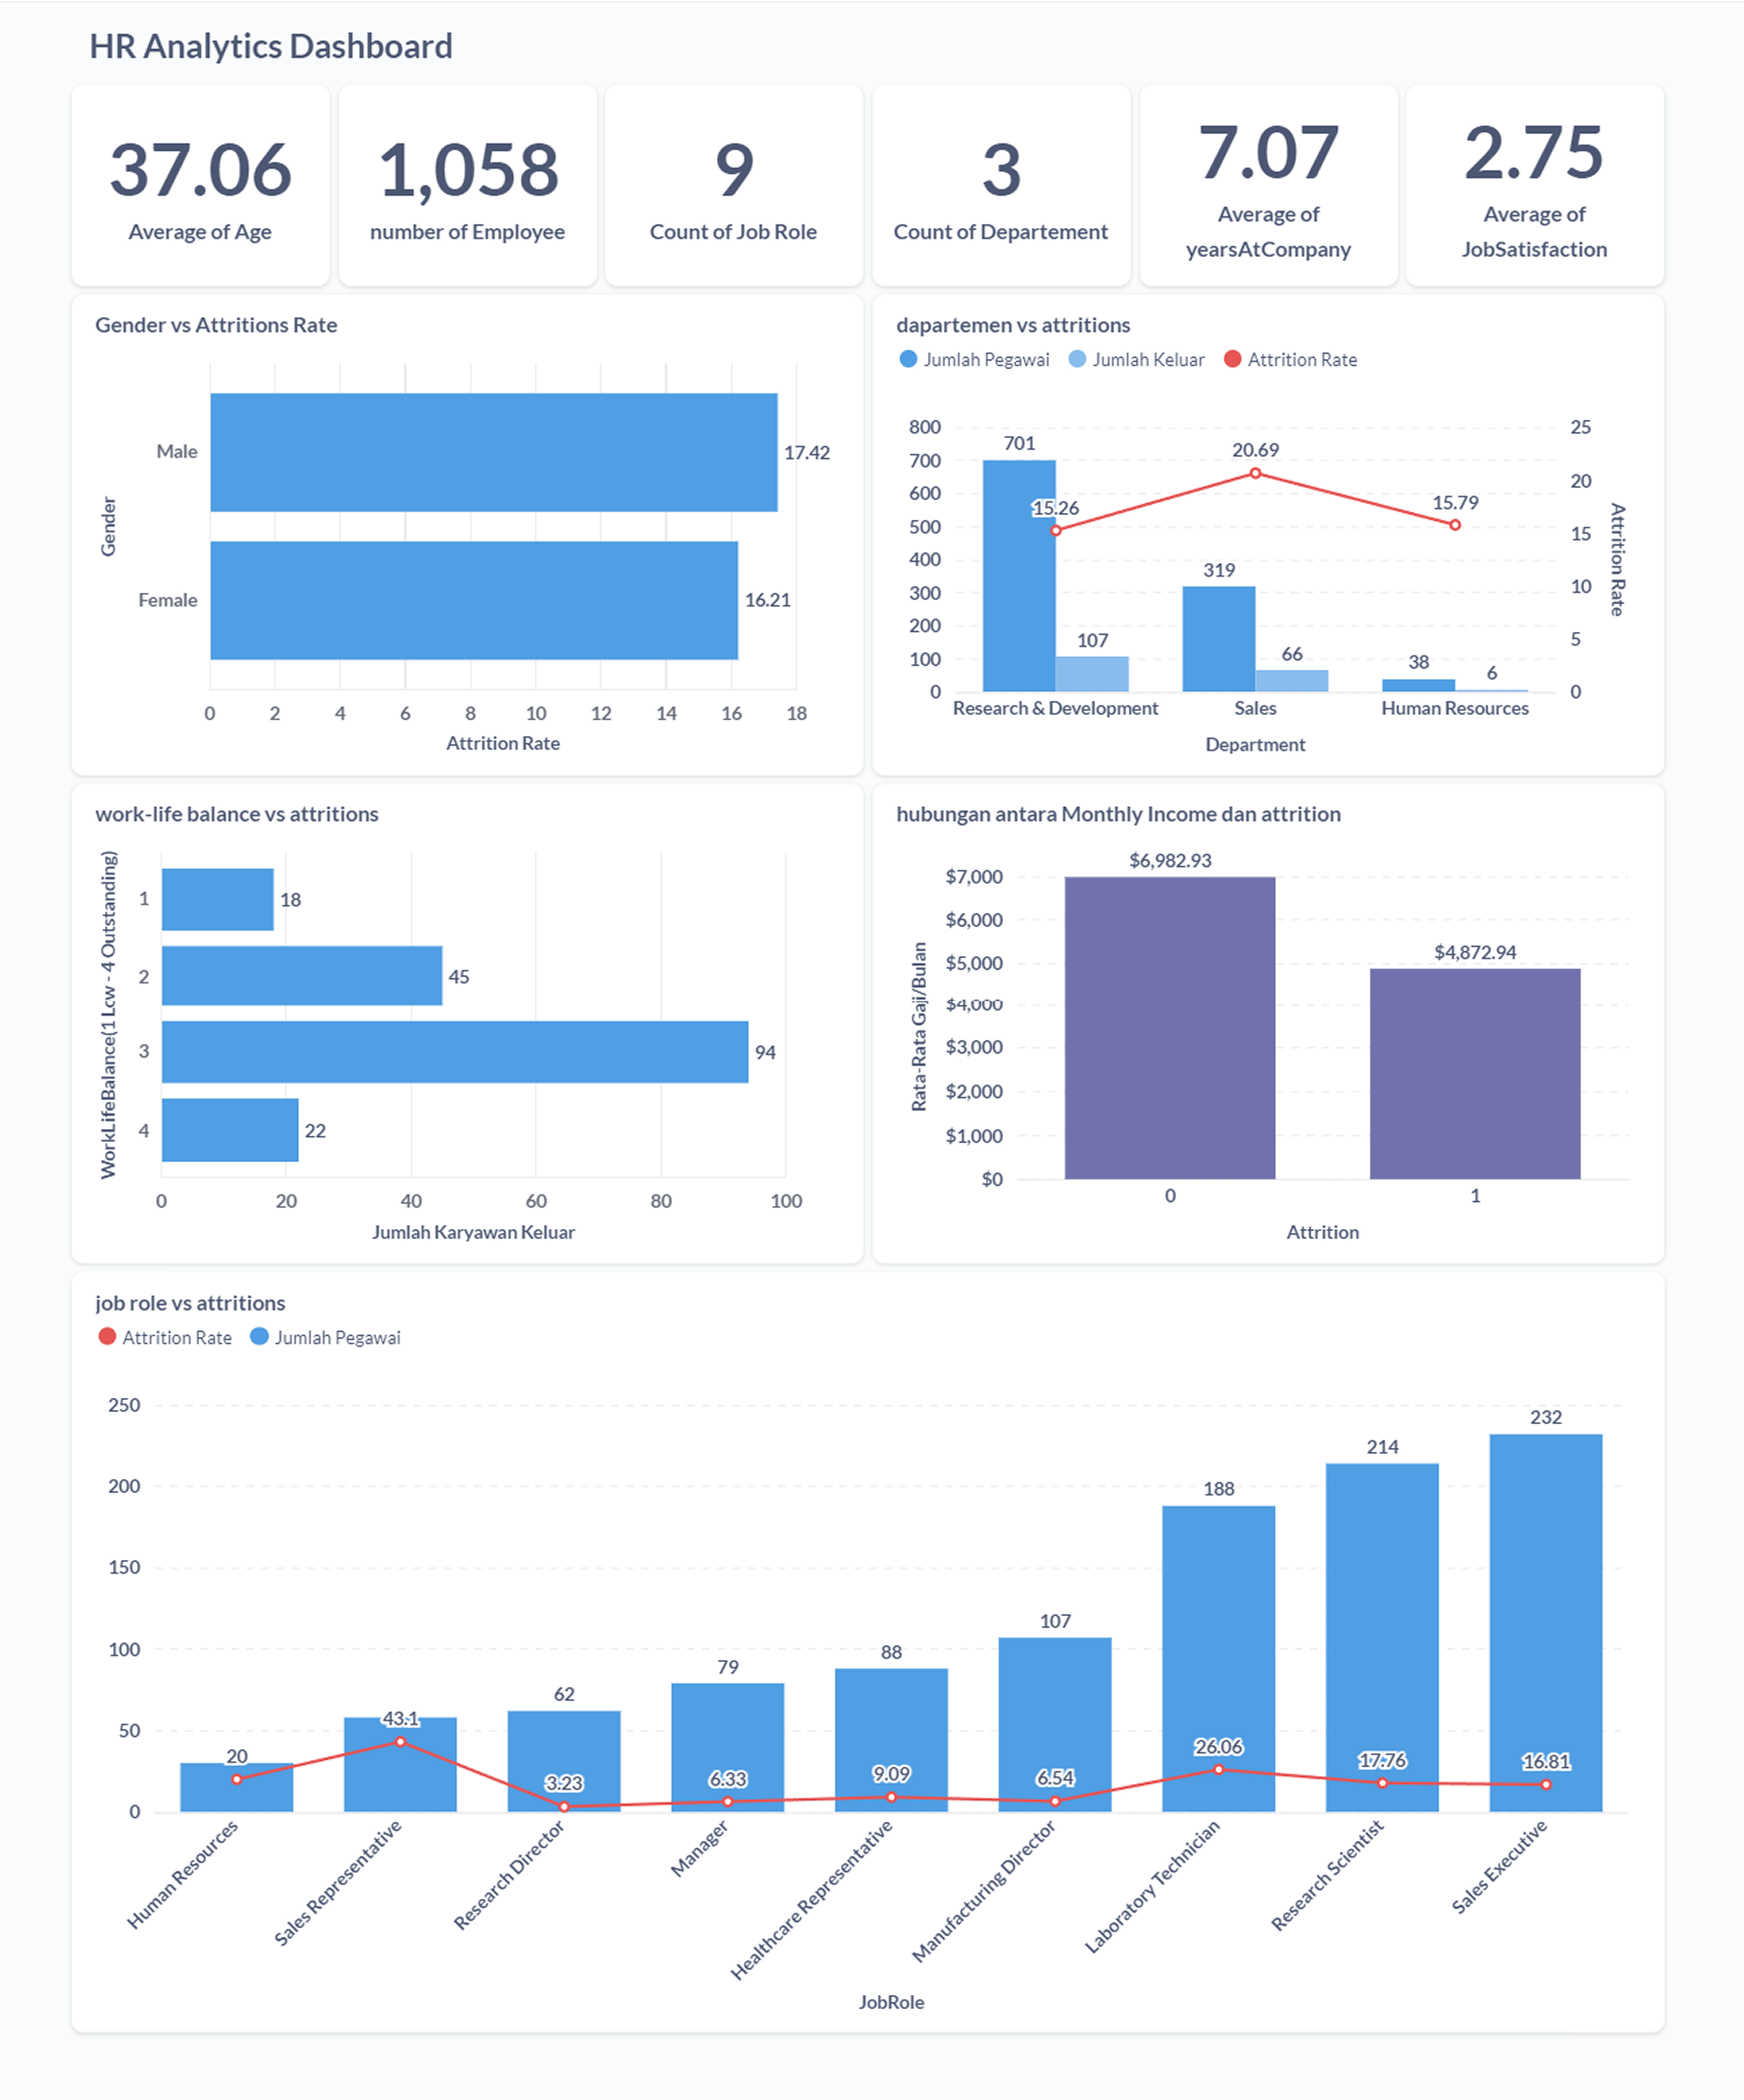 HR Analytics Dashboard
37.06
Average of Age
1,058
number of Employee
9
Count of Job Role
3
Count of Departement
7.07
Average of
yearsAtCompany
2.75
Average of
JobSatisfaction
Gender vs Attritions Rate
Gender
Male
17.42
Female
16.21
0 2 4 6 8 10 12 14 16 18
Attrition Rate
dapartemen vs attritions
Jumlah Pegawai Jumlah Keluar Attrition Rate
800
700
600
500
400
300
200
100
0
25
20
15
10
5
0
Attrition Rate
701
15.26
107
20.69
319
66
15.79
38
6
Research & Development Sales Human Resources
Department
work-life balance vs attritions
WorkLifeBalance(1 Low - 4 Outstanding)
1
18
2
45
3
94
4
22
0 20 40 60 80 100
Jumlah Karyawan Keluar
hubungan antara Monthly Income dan attrition
Rata-Rata Gaji/Bulan
$7,000
$6,000
$5,000
$4,000
$3,000
$2,000
$1,000
$0
$6,982.93
$4,872.94
0 1
Attrition
job role vs attritions
Attrition Rate Jumlah Pegawai
250
200
150
100
50
0
20
43.1
62
3.23
79
6.33
88
9.09
107
6.54
188
26.06
214
17.76
232
16.81
Human Resources
Sales Representative
Research Director
Manager
Healthcare Representative
Manufacturing Director
Laboratory Technician
Research Scientist
Sales Executive
JobRole